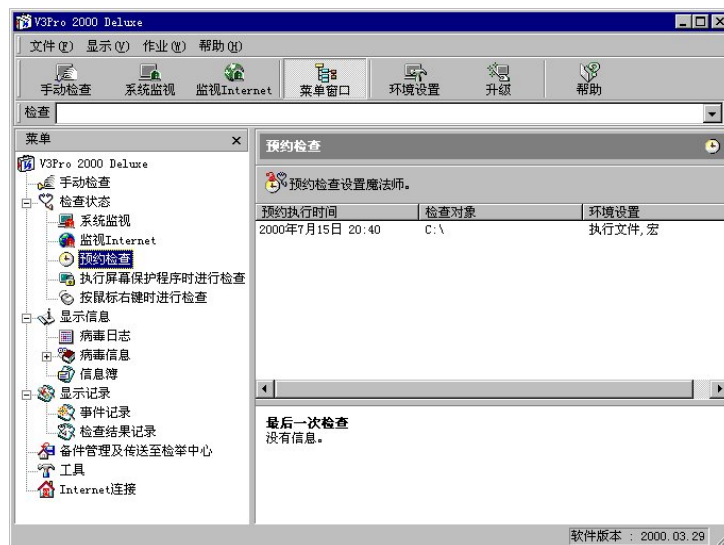 V3Pro 2000 Deluxe
文件(F) 显示(V) 作业(W) 帮助(H)
手动检查 系统监视 监视Internet 菜单窗口 环境设置 升级 帮助
检查
菜单
V3Pro 2000 Deluxe
手动检查
检查状态
系统监视
监视Internet
预约检查
执行屏幕保护程序时进行检查
按鼠标右键时进行检查
显示信息
病毒日志
病毒信息
信息簿
显示记录
事件记录
检查结果记录
备件管理及传送至检举中心
工具
Internet连接
预约检查
预约检查设置魔法师。
预约执行时间 检查对象 环境设置
2000年7月15日 20:40 C:\ 执行文件,宏
最后一次检查
没有信息。
软件版本 : 2000.03.29